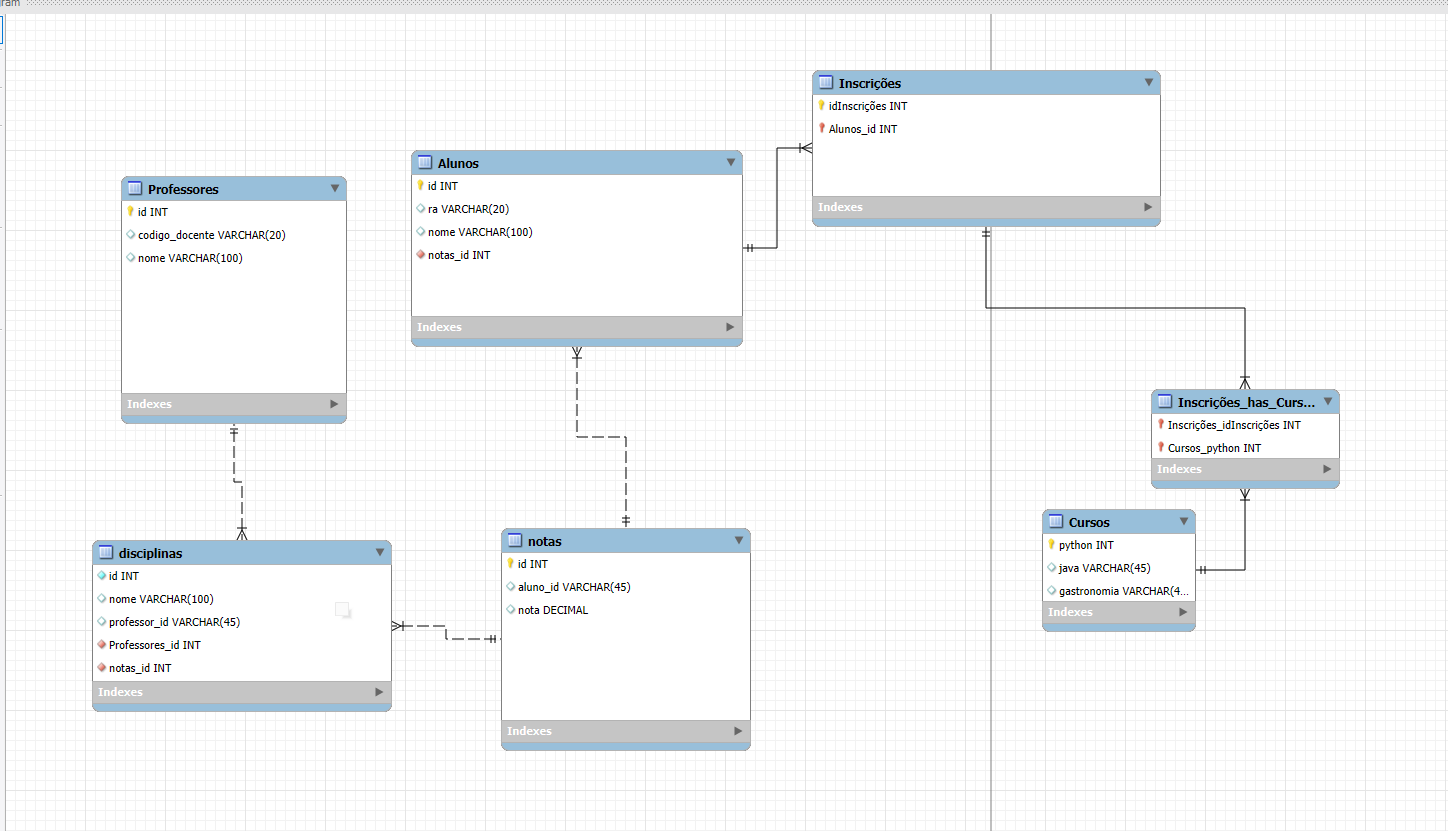 ram
Inscrições
idInscrições INT
Alunos_id INT
Indexes
Alunos
id INT
ra VARCHAR(20)
nome VARCHAR(100)
notas_id INT
Indexes
Professores
id INT
codigo_docente VARCHAR(20)
nome VARCHAR(100)
Indexes
Inscrições_has_Curs...
Inscrições_idInscrições INT
Cursos_python INT
Indexes
Cursos
python INT
java VARCHAR(45)
gastronomia VARCHAR(4...
Indexes
disciplinas
id INT
nome VARCHAR(100)
professor_id VARCHAR(45)
Professores_id INT
notas_id INT
Indexes
notas
id INT
aluno_id VARCHAR(45)
nota DECIMAL
Indexes